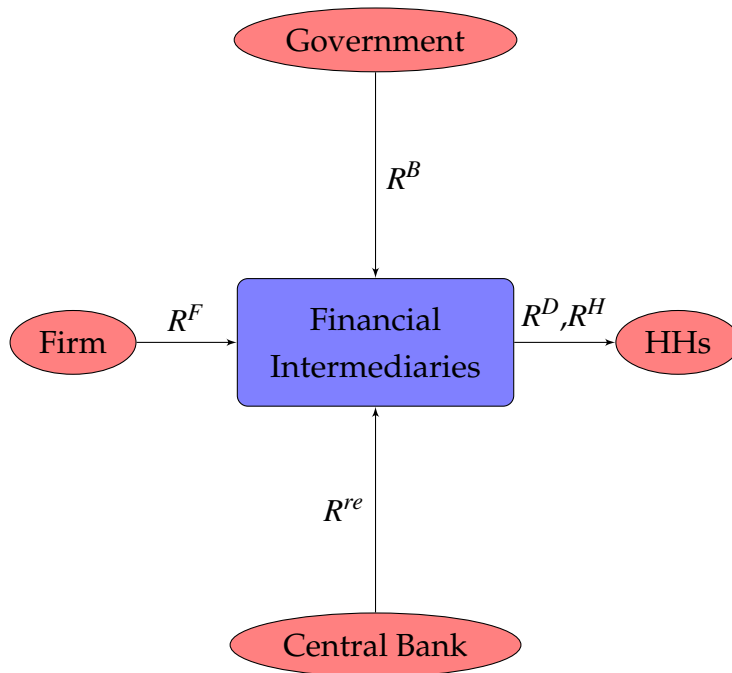 Government
R^B
Firm
R^F
Financial
Intermediaries
R^D,R^H
HHs
R^re
Central Bank